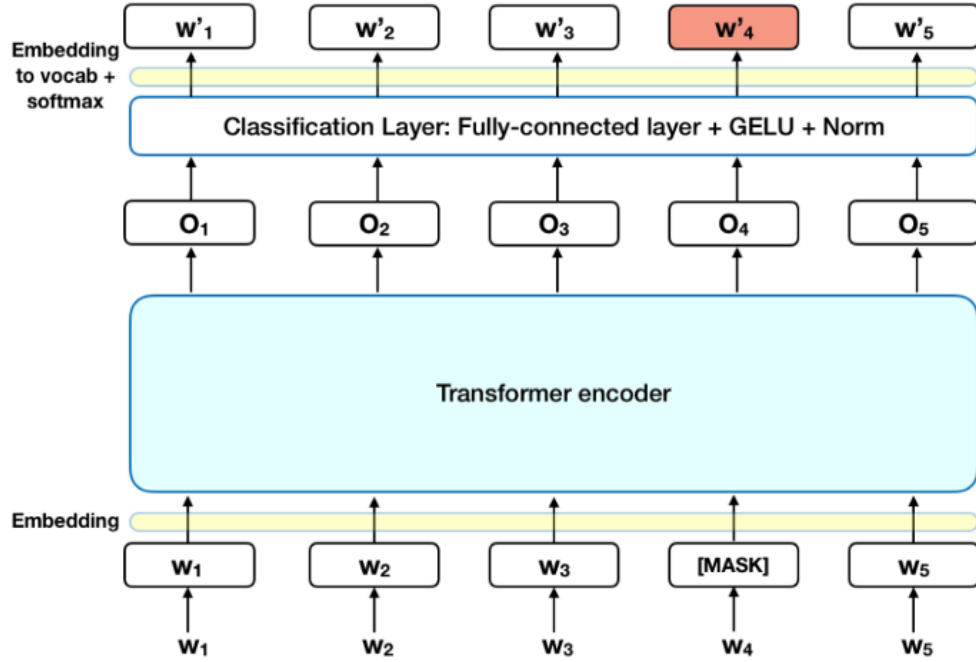 w'1 w'2 w'3 w'4 w'5
Embedding
to vocab +
softmax
Classification Layer: Fully-connected layer + GELU + Norm
O1 O2 O3 O4 O5
Transformer encoder
Embedding
W1 W2 W3 [MASK] W5
W1 W2 W3 W4 W5